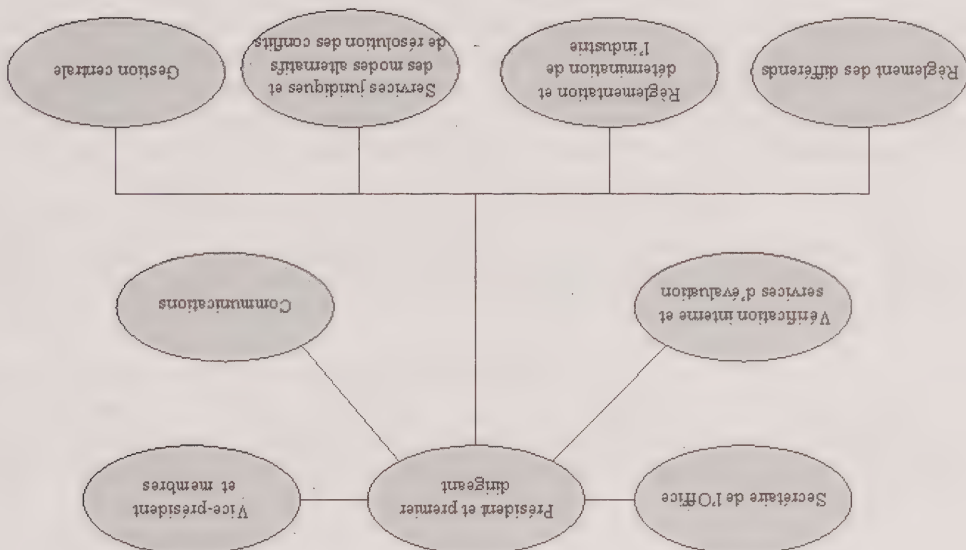 Secrétaire de l'Office
Président et premier
dirigeant
Vice-président
et membres
Vérification interne et
services d'évaluation
Communications
Règlement des différends
Règlementation et
détermination de
l'industrie
Services juridiques et
des modes alternatifs
de résolution des conflits
Gestion centrale